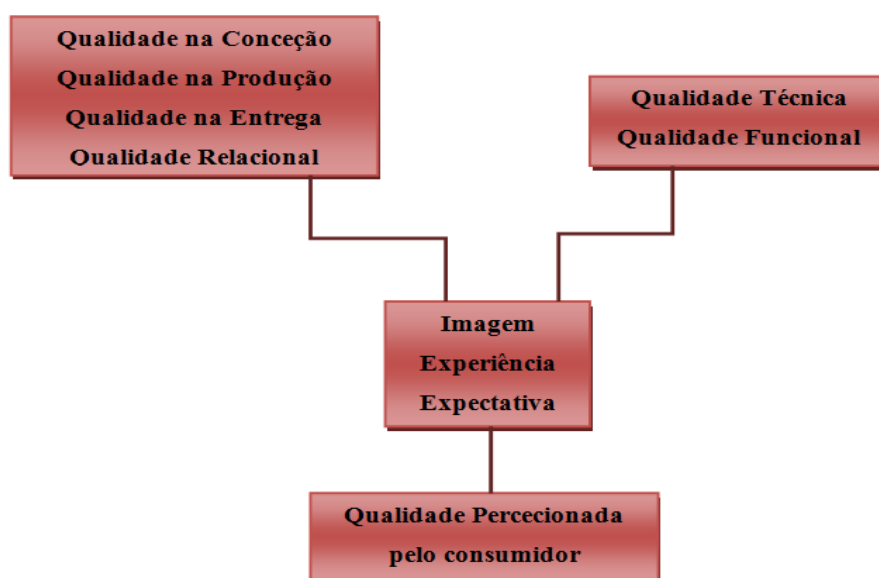 Qualidade na Conceção
Qualidade na Produção
Qualidade na Entrega
Qualidade Relacional
Qualidade Técnica
Qualidade Funcional
Imagem
Experiência
Expectativa
Qualidade Percecionada
pelo consumidor